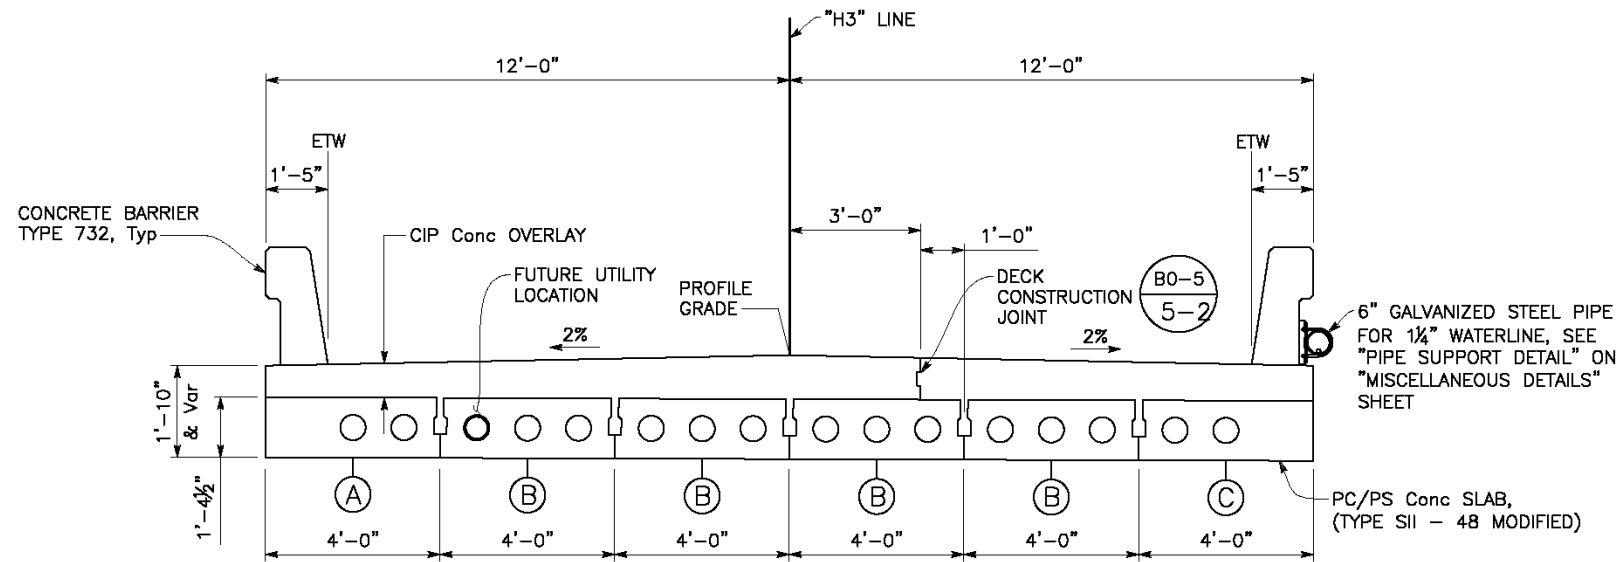 "H3" LINE
12'-0"
12'-0"
ETW
ETW
1'-5"
1'-5"
CONCRETE BARRIER
TYPE 732, Typ
CIP Conc OVERLAY
3'-0"
1'-0"
FUTURE UTILITY
LOCATION
PROFILE
GRADE
DECK
CONSTRUCTION
JOINT
B0-5
5-2
2%
2%
6" GALVANIZED STEEL PIPE
FOR 1¼" WATERLINE, SEE
"PIPE SUPPORT DETAIL" ON
"MISCELLANEOUS DETAILS"
SHEET
1'-10"
& Var
1'-4½"
A
B
B
B
B
C
PC/PS Conc SLAB,
(TYPE SII - 48 MODIFIED)
4'-0"
4'-0"
4'-0"
4'-0"
4'-0"
4'-0"